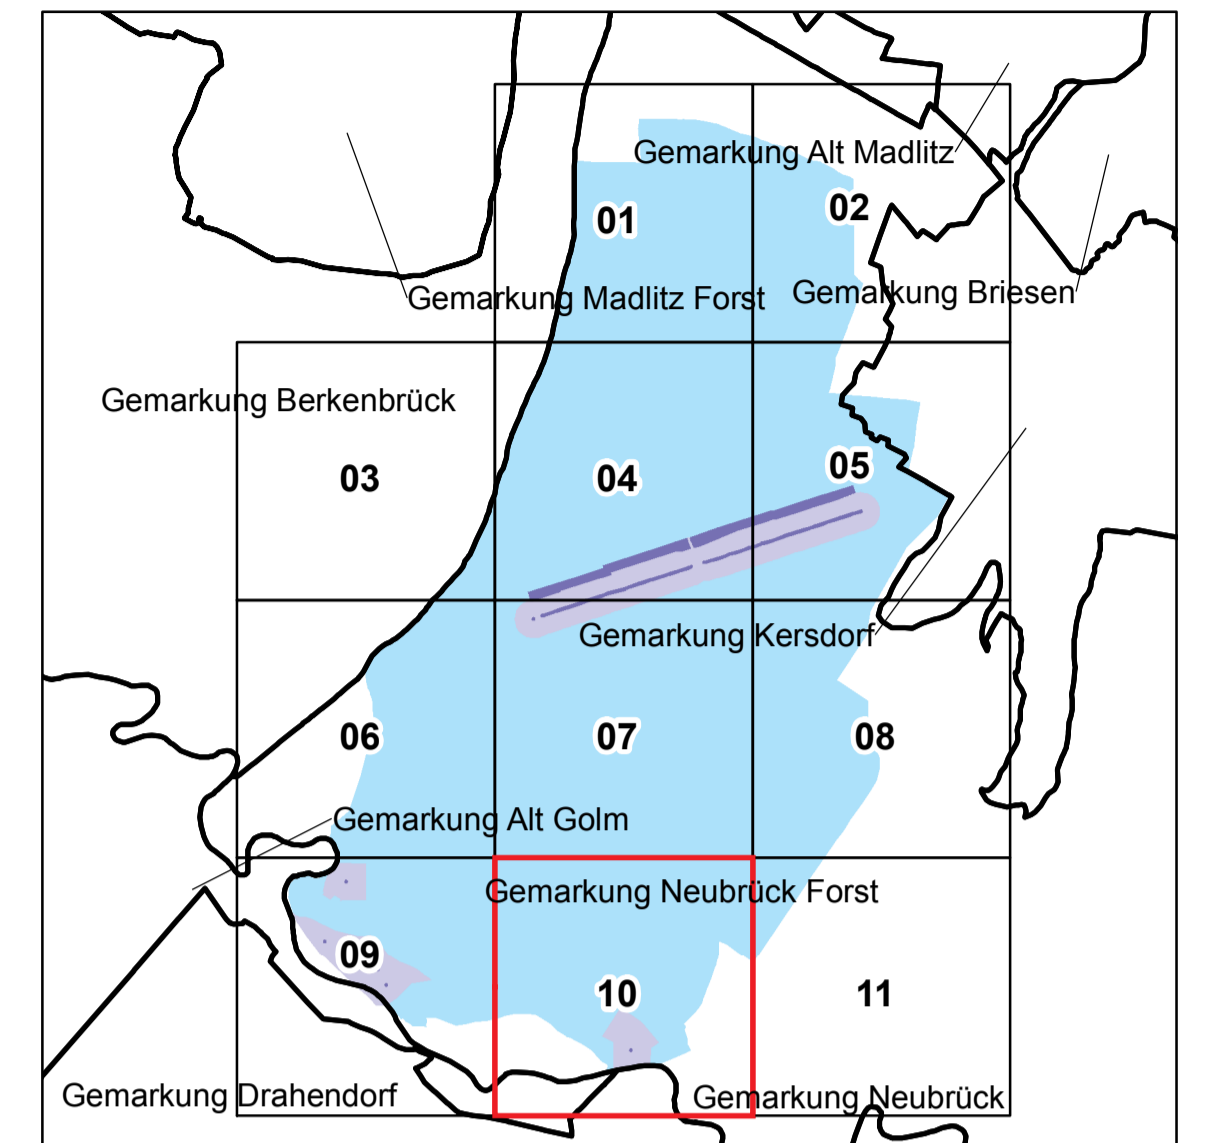 Gemarkung Alt Madlitz
01
02
Gemarkung Madlitz Forst
Gemarkung Briesen
Gemarkung Berkenbrück
03
04
05
Gemarkung Kersdorf
06
07
08
Gemarkung Alt Golm
Gemarkung Neubrück Forst
09
10
11
Gemarkung Drahendorf
Gemarkung Neubrück